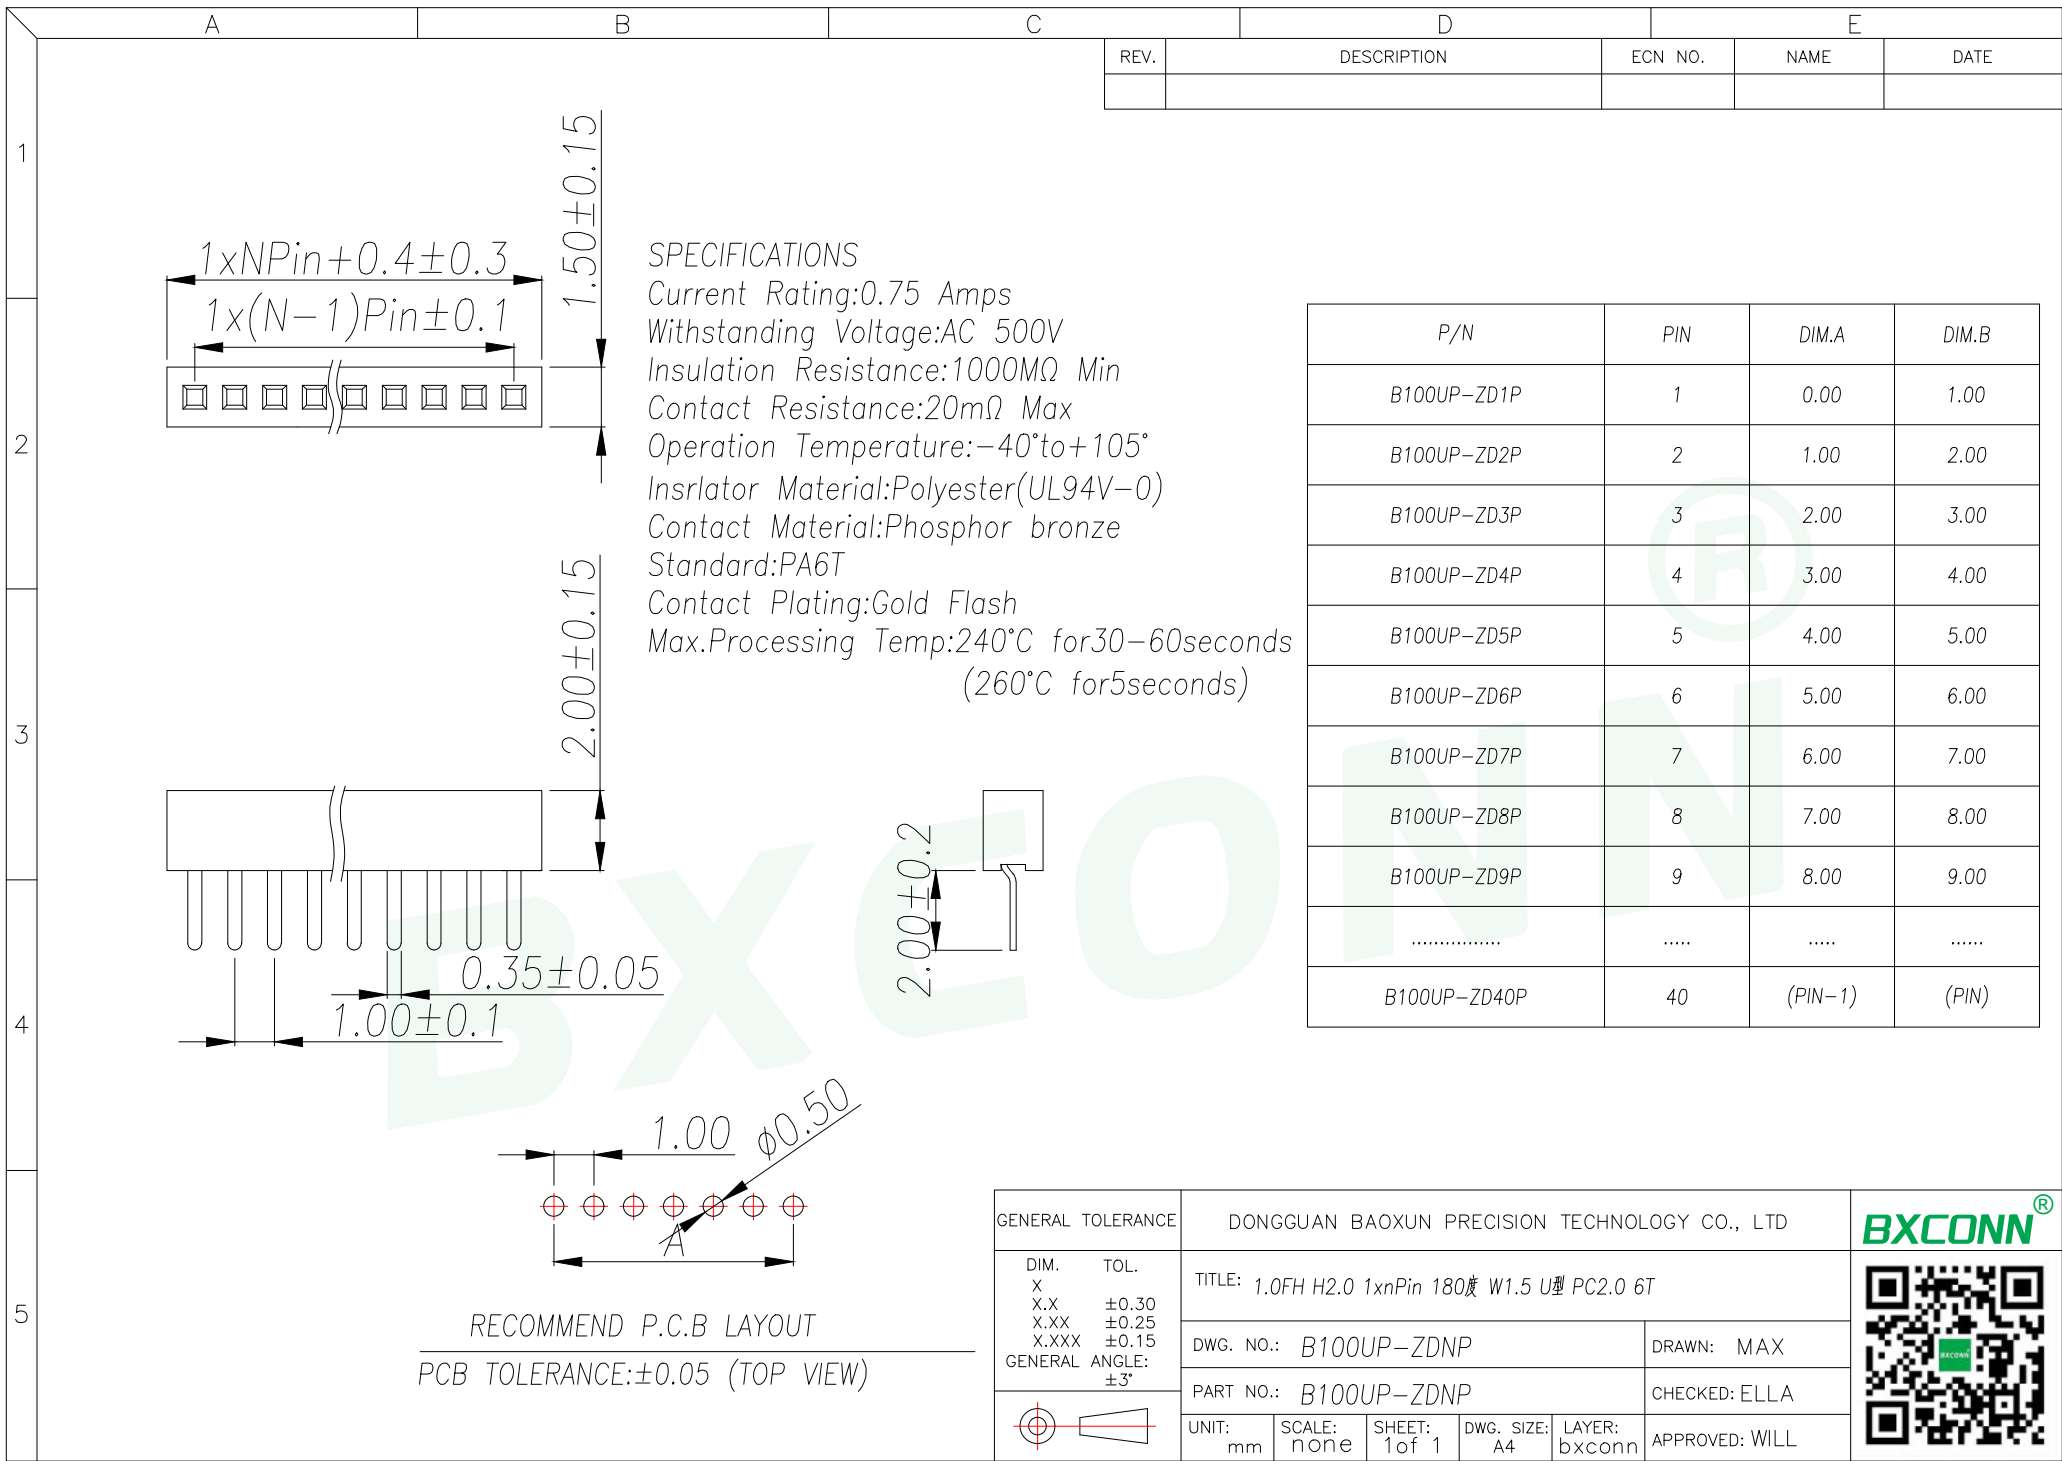 A B C D E
REV. DESCRIPTION ECN NO. NAME DATE
1
2
3
4
5
1xNPin+0.4±0.3
1x(N-1)Pin±0.1
1.50±0.15
SPECIFICATIONS
Current Rating:0.75 Amps
Withstanding Voltage:AC 500V
Insulation Resistance:1000MΩ Min
Contact Resistance:20mΩ Max
Operation Temperature:-40°to+105°
Insrlator Material:Polyester(UL94V-0)
Contact Material:Phosphor bronze
Standard:PA6T
Contact Plating:Gold Flash
Max.Processing Temp:240°C for30-60seconds
(260°C for5seconds)
P/N PIN DIM.A DIM.B
B100UP-ZD1P 1 0.00 1.00
B100UP-ZD2P 2 1.00 2.00
B100UP-ZD3P 3 2.00 3.00
B100UP-ZD4P 4 3.00 4.00
B100UP-ZD5P 5 4.00 5.00
B100UP-ZD6P 6 5.00 6.00
B100UP-ZD7P 7 6.00 7.00
B100UP-ZD8P 8 7.00 8.00
B100UP-ZD9P 9 8.00 9.00
................ ..... ..... ......
B100UP-ZD40P 40 (PIN-1) (PIN)
2.00±0.15
2.00±0.2
0.35±0.05
1.00±0.1
BXCONN®
1.00
ø0.50
A
RECOMMEND P.C.B LAYOUT
PCB TOLERANCE:±0.05 (TOP VIEW)
GENERAL TOLERANCE
DIM. TOL.
X
X.X ±0.30
X.XX ±0.25
X.XXX ±0.15
GENERAL ANGLE:
±3°
DONGGUAN BAOXUN PRECISION TECHNOLOGY CO., LTD
TITLE: 1.0FH H2.0 1xnPin 180度 W1.5 U型 PC2.0 6T
DWG. NO.: B100UP-ZDNP
DRAWN: MAX
PART NO.: B100UP-ZDNP
CHECKED: ELLA
UNIT: mm
SCALE: none
SHEET: 1of 1
DWG. SIZE: A4
LAYER: bxconn
APPROVED: WILL
BXCONN®
BXCONN